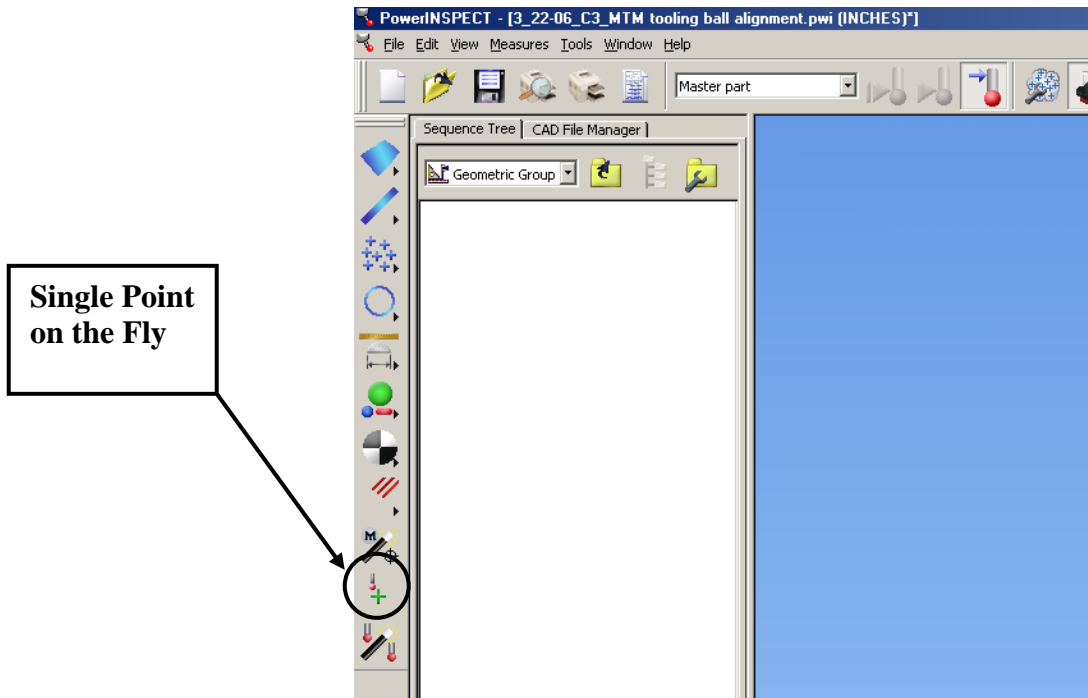 PowerINSPECT - [3_22-06_C3_MTM tooling ball alignment.pwi (INCHES)*]
File Edit View Measures Tools Window Help
Master part
Sequence Tree CAD File Manager
Geometric Group
Single Point
on the Fly
M